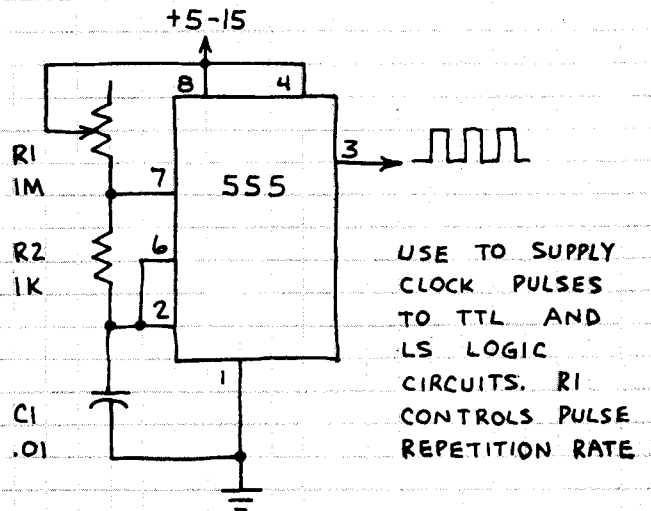 +5-15
8
4
3
R1
1M
7
555
R2
1K
6
2
USE TO SUPPLY
CLOCK PULSES
TO TTL AND
LS LOGIC
CIRCUITS. R1
CONTROLS PULSE
REPETITION RATE
1
C1
.01